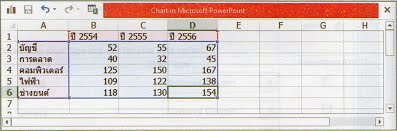 Chart in Microsoft PowerPoint
A B C D E F G H I
1 ปี 2554 ปี 2555 ปี 2556
2 บัญชี 52 55 67
3 การตลาด 40 32 45
4 คอมพิวเตอร์ 125 150 167
5 ไฟฟ้า 109 122 138
6 ช่างยนต์ 118 130 154